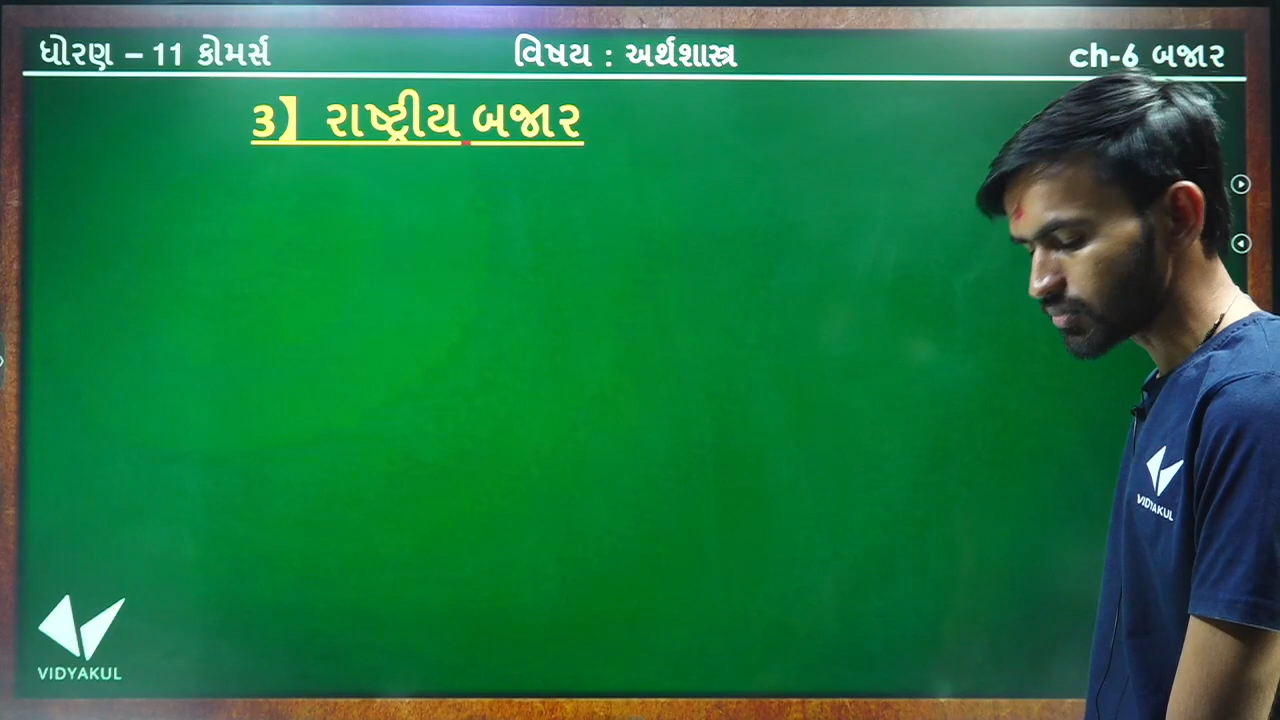 ધોરણ – 11 કોમર્સ
વિષય : અર્થશાસ્ત્ર
ch-6 બજાર
3】 રાષ્ટ્રીય બજાર
VIDYAKUL
VIDYAKUL